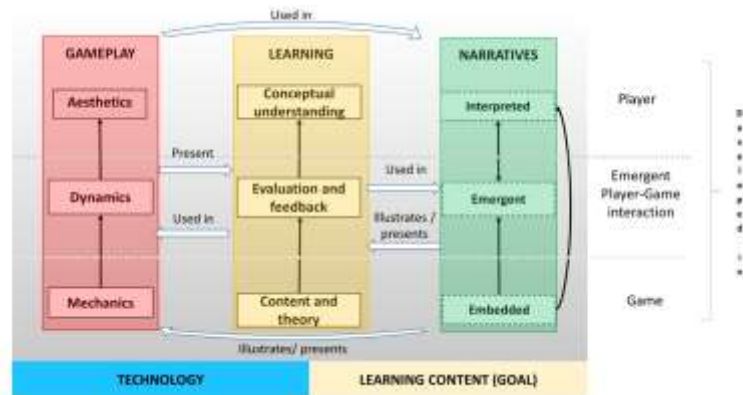 Used in
GAMEPLAY
LEARNING
NARRATIVES
Aesthetics
Conceptual
understanding
Interpreted
Player
Present
Used in
Dynamics
Evaluation and
feedback
Emergent
Emergent
Player-Game
interaction
Used in
Illustrates /
presents
Mechanics
Content and
theory
Embedded
Game
Illustrates/ presents
TECHNOLOGY
LEARNING CONTENT (GOAL)